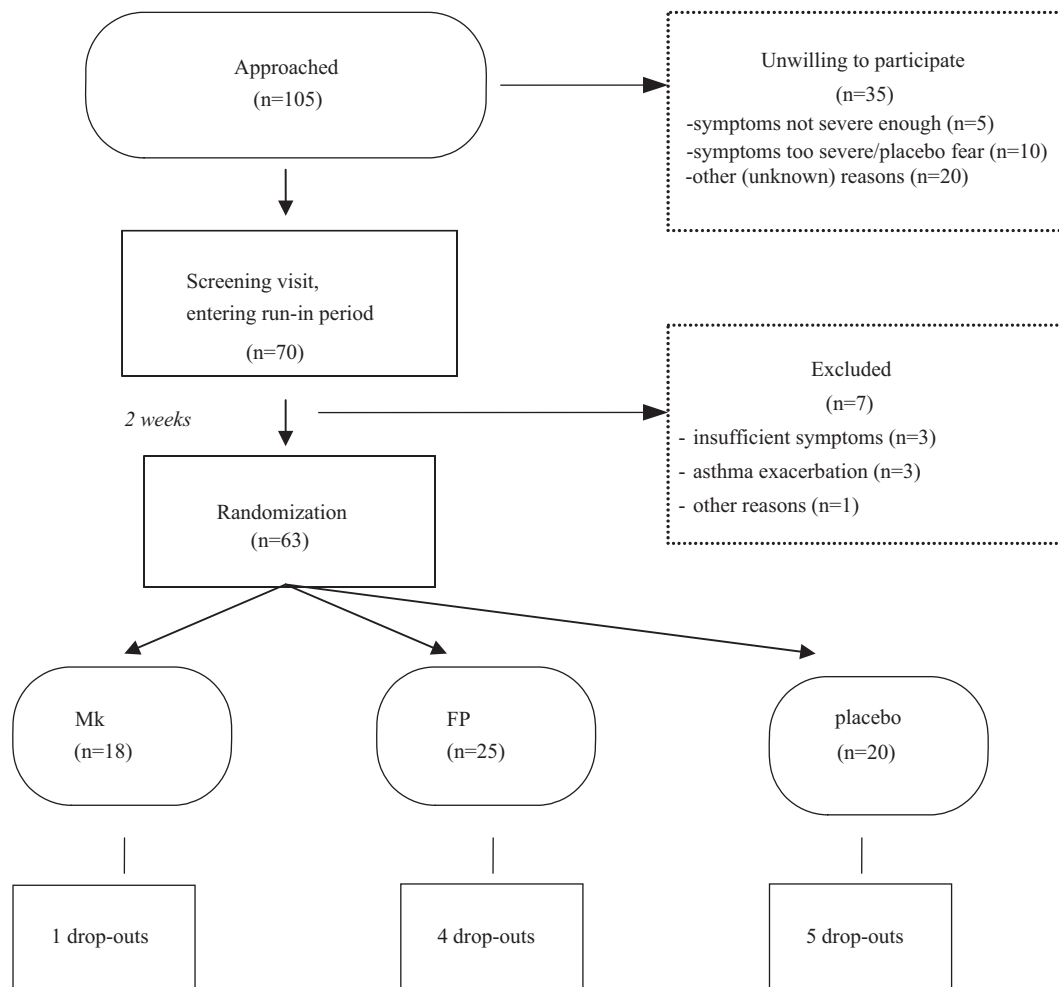 Approached
(n=105)
Unwilling to participate
(n=35)
-symptoms not severe enough (n=5)
-symptoms too severe/placebo fear (n=10)
-other (unknown) reasons (n=20)
Screening visit,
entering run-in period
(n=70)
2 weeks
Excluded
(n=7)
- insufficient symptoms (n=3)
- asthma exacerbation (n=3)
- other reasons (n=1)
Randomization
(n=63)
Mk
(n=18)
FP
(n=25)
placebo
(n=20)
1 drop-outs
4 drop-outs
5 drop-outs